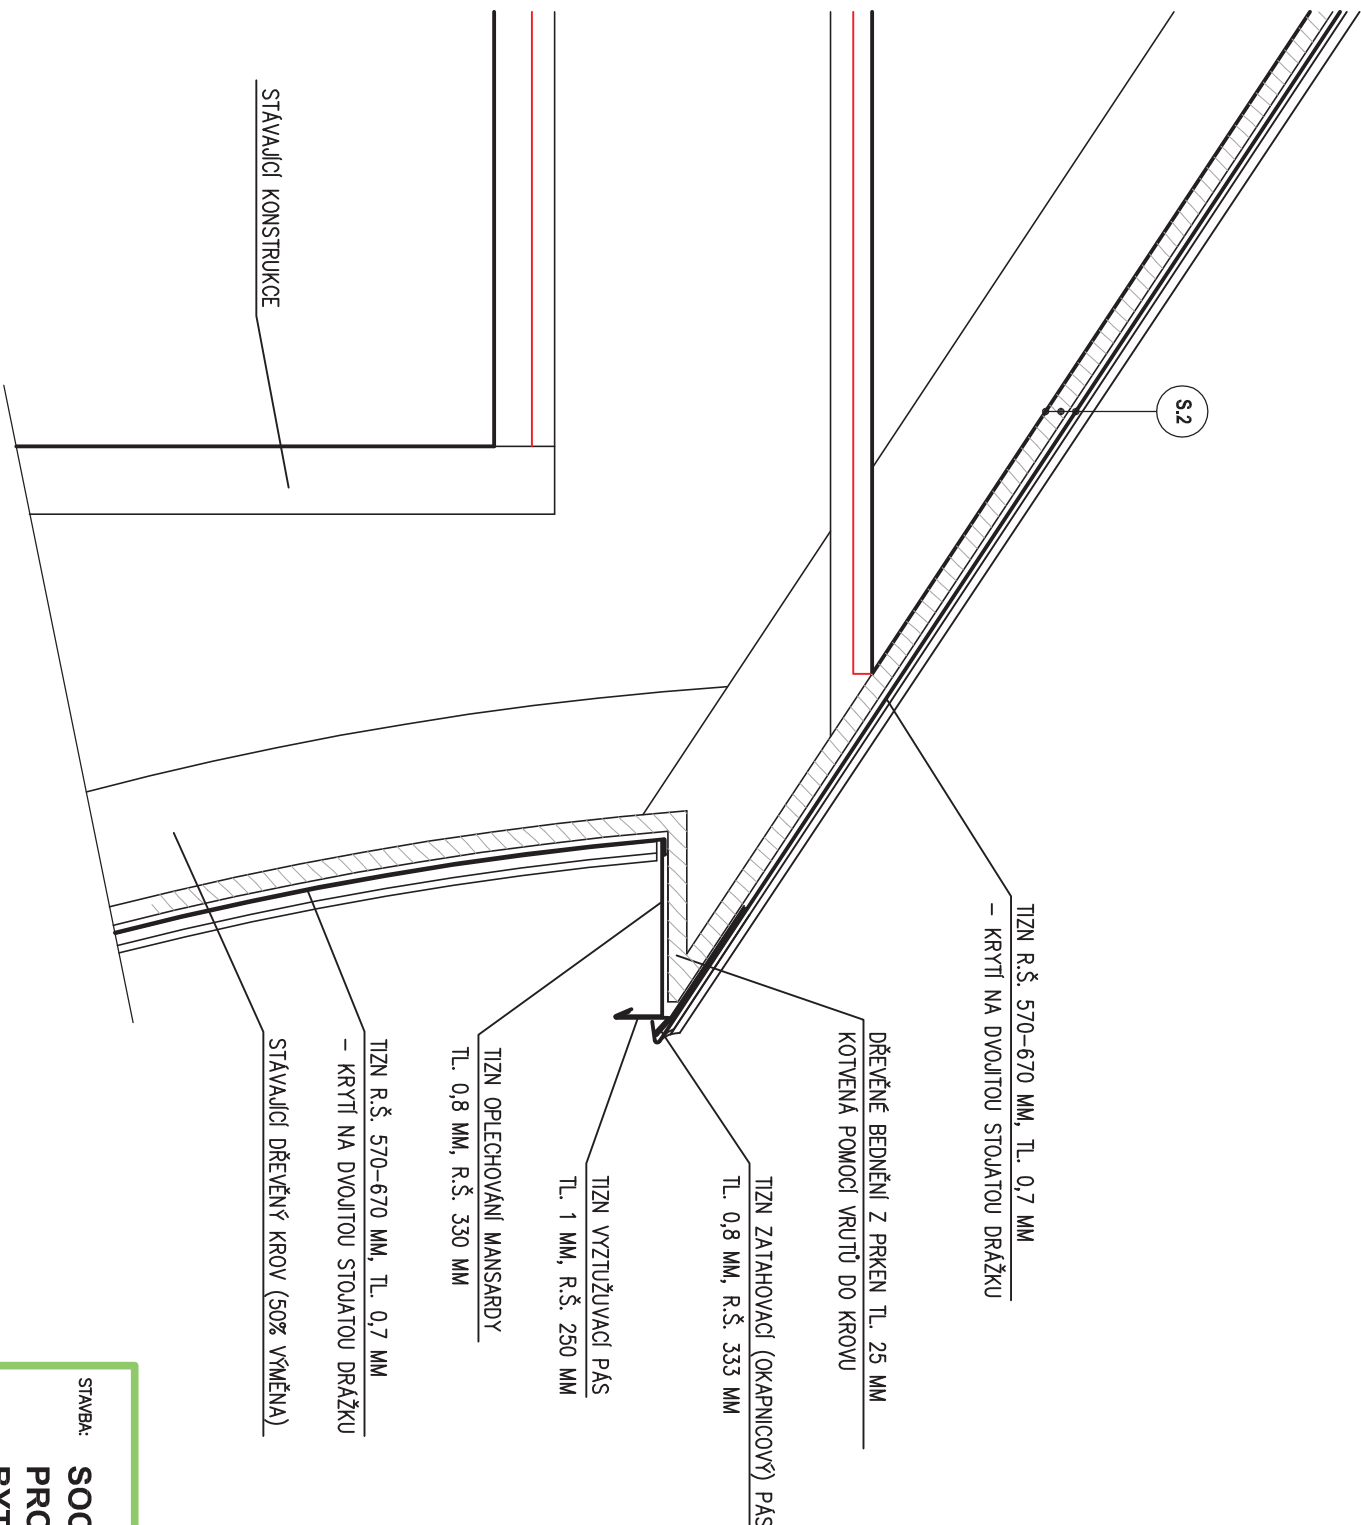 S.2
TIZN R.Š. 570-670 MM, TL. 0,7 MM
- KRYTÍ NA DVOJITOU STOJATOU DRÁŽKU
DŘEVĚNÉ BEDNĚNÍ Z PRKEN TL. 25 MM
KOTVENÁ POMOCÍ VRUTŮ DO KROVU
TIZN ZATAHOVACÍ (OKAPNICOVÝ) PÁS
TL. 0,8 MM, R.Š. 333 MM
TIZN VYZTUŽUVACÍ PÁS
TL. 1 MM, R.Š. 250 MM
TIZN OPLECHOVÁNÍ MANSARDY
TL. 0,8 MM, R.Š. 330 MM
TIZN R.Š. 570-670 MM, TL. 0,7 MM
- KRYTÍ NA DVOJITOU STOJATOU DRÁŽKU
STÁVAJÍCÍ KONSTRUKCE
STÁVAJÍCÍ DŘEVĚNÝ KROV (50% VÝMĚNA)
STAVBA: